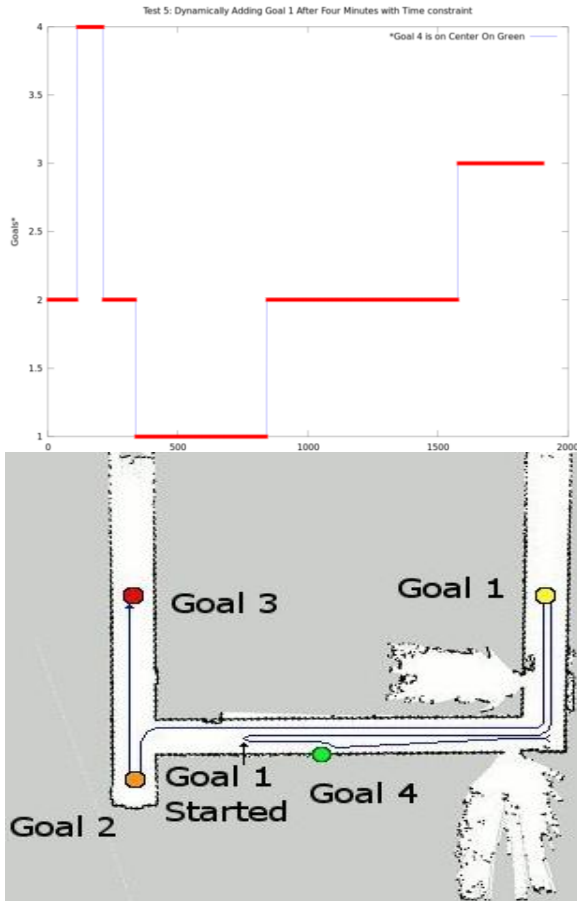 Test 5: Dynamically Adding Goal 1 After Four Minutes with Time constraint
*Goal 4 is on Center On Green
4
3.5
3
2.5
2
1.5
1
Goals*
0
500
1000
1500
2000
Goal 3
Goal 1
Goal 1
Started
Goal 4
Goal 2